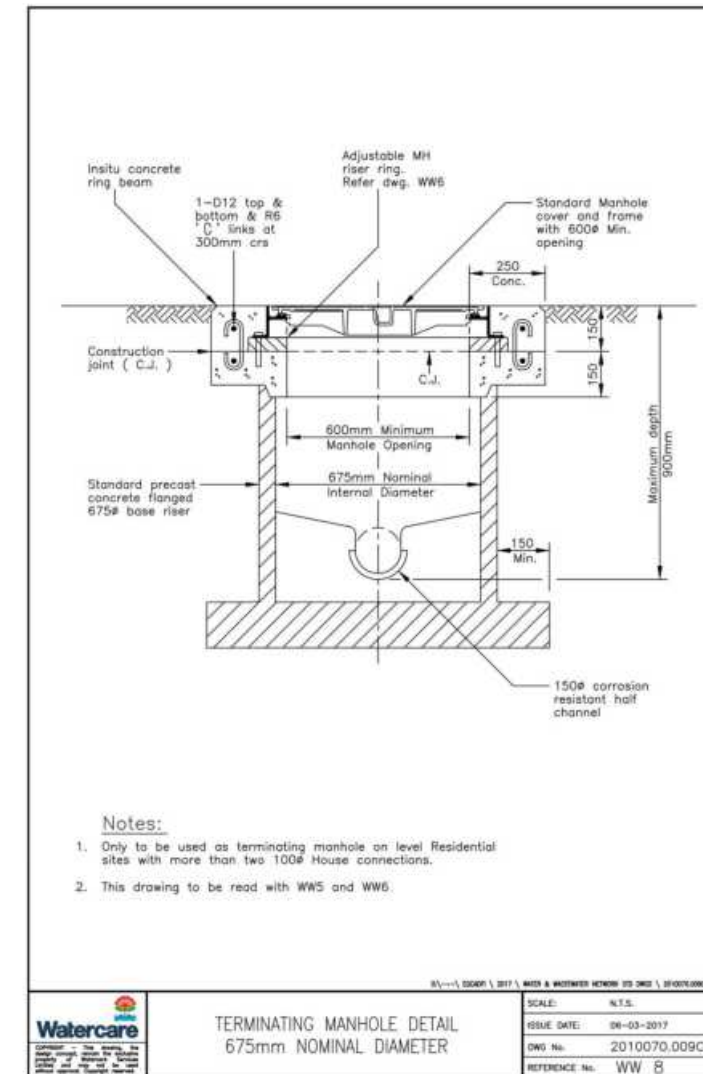 Insitu concrete
ring beam
1-D12 top &
bottom & R6
'C' links at
300mm crs
Adjustable MH
riser ring.
Refer dwg. WW6
Standard Manhole
cover and frame
with 600ø Min.
opening
250
Conc.
Construction
joint ( C.J. )
C.J.
150
150
600mm Minimum
Manhole Opening
675mm Nominal
Internal Diameter
Maximum depth
900mm
Standard precast
concrete flanged
675ø base riser
150
Min.
150ø corrosion
resistant half
channel
Notes:
1. Only to be used as terminating manhole on level Residential
sites with more than two 100ø House connections.
2. This drawing to be read with WW5 and WW6
Watercare
TERMINATING MANHOLE DETAIL
675mm NOMINAL DIAMETER
SCALE: N.T.S.
ISSUE DATE: 06-03-2017
DWG No. 2010070.009C
REFERENCE No. WW 8